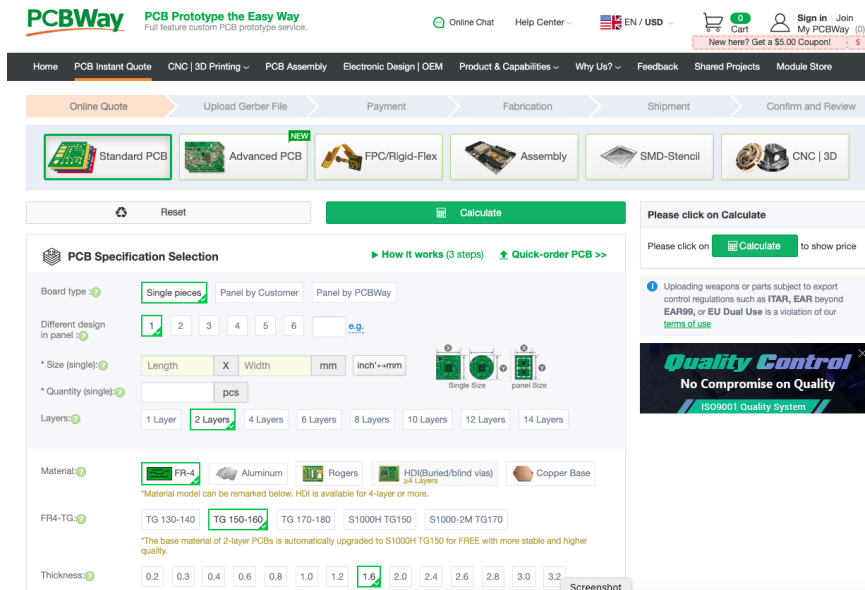 PCBWay
PCB Prototype the Easy Way
Full feature custom PCB prototype service.
Online Chat
Help Center
EN / USD
0
Cart
Sign in Join
My PCBWay (0)
New here? Get a $5.00 Coupon! $
Home PCB Instant Quote CNC | 3D Printing PCB Assembly Electronic Design | OEM Product & Capabilities Why Us? Feedback Shared Projects Module Store
Online Quote Upload Gerber File Payment Fabrication Shipment Confirm and Review
Standard PCB
NEW
Advanced PCB
FPC/Rigid-Flex
Assembly
SMD-Stencil
CNC | 3D
Reset
Calculate
PCB Specification Selection
How it works (3 steps)
Quick-order PCB >>
Board type :? Single pieces Panel by Customer Panel by PCBWay
Different design
in panel :? 1 2 3 4 5 6 e.g.
* Size (single):? Length X Width mm inch'↔mm
X Y X Y
Single Size panel Size
* Quantity (single):? pcs
Layers:? 1 Layer 2 Layers 4 Layers 6 Layers 8 Layers 10 Layers 12 Layers 14 Layers
Material:? FR-4 Aluminum Rogers HDI(Buried/blind vias) Copper Base
≥4 Layers
*Material model can be remarked below. HDI is available for 4-layer or more.
FR4-TG:? TG 130-140 TG 150-160 TG 170-180 S1000H TG150 S1000-2M TG170
*The base material of 2-layer PCBs is automatically upgraded to S1000H TG150 for FREE with more stable and higher
quality.
Thickness:? 0.2 0.3 0.4 0.6 0.8 1.0 1.2 1.6 2.0 2.4 2.6 2.8 3.0 3.2
Screenshot
Please click on Calculate
Please click on Calculate to show price
Uploading weapons or parts subject to export
control regulations such as ITAR, EAR beyond
EAR99, or EU Dual Use is a violation of our
terms of use
Quality Control
No Compromise on Quality
ISO9001 Quality System